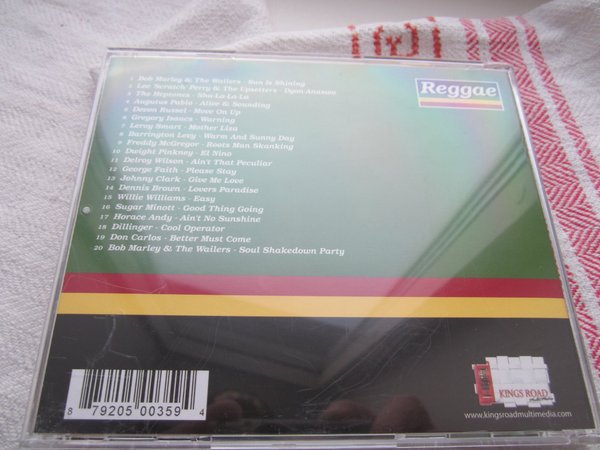 Reggae
1 Bob Marley & The Wailers - Sun Is Shining
2 Lee 'Scratch' Perry & The Upsetters - Dyon Anaswa
3 The Heptones - Sha-La-La-La
4 Augutus Pablo - Alive & Sounding
5 Devon Russel - Move On Up
6 Gregory Isaacs - Warning
7 Leroy Smart - Mother Liza
8 Barrington Levy - Warm And Sunny Day
9 Freddy McGregor - Roots Man Skanking
10 Dwight Pinkney - El Nino
11 Delroy Wilson - Ain't That Peculiar
12 George Faith - Please Stay
13 Johnny Clark - Give Me Love
14 Dennis Brown - Lovers Paradise
15 Willie Williams - Easy
16 Sugar Minott - Good Thing Going
17 Horace Andy - Ain't No Sunshine
18 Dillinger - Cool Operator
19 Don Carlos - Better Must Come
20 Bob Marley & The Wailers - Soul Shakedown Party
8 79205 00359 4
KINGS ROAD
www.kingsroadmultimedia.com